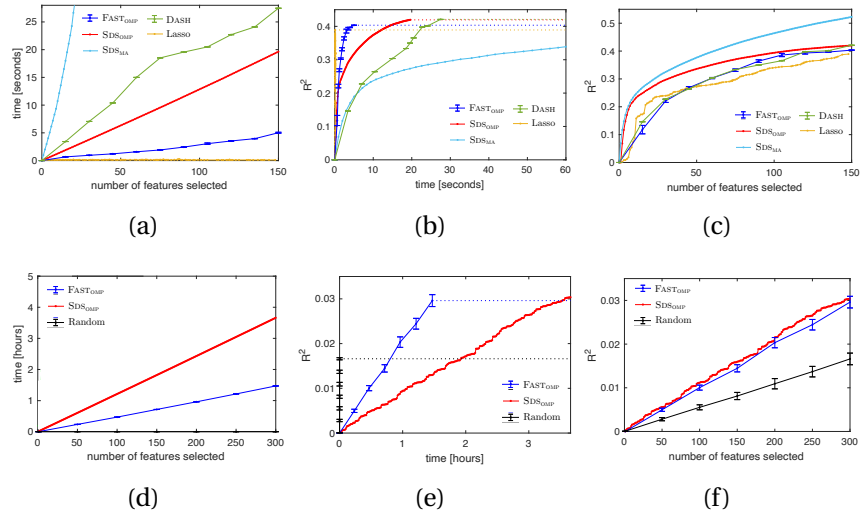 FAST_OMP
SDS_OMP
SDS_MA
DASH
Lasso
25
20
15
10
5
0
time [seconds]
0 50 100 150
number of features selected
(a)
0.5
0.4
0.3
0.2
0.1
0
R²
FAST_OMP
SDS_OMP
SDS_MA
DASH
Lasso
0 10 20 30 40 50 60
time [seconds]
(b)
0.6
0.5
0.4
0.3
0.2
0.1
0
R²
FAST_OMP
SDS_OMP
SDS_MA
DASH
Lasso
0 50 100 150
number of features selected
(c)
5
4
3
2
1
0
time [hours]
FAST_OMP
SDS_OMP
Random
0 50 100 150 200 250 300
number of features selected
(d)
0.03
0.02
0.01
0
R²
FAST_OMP
SDS_OMP
Random
0 1 2 3
time [hours]
(e)
0.03
0.02
0.01
0
R²
FAST_OMP
SDS_OMP
Random
0 50 100 150 200 250 300
number of features selected
(f)